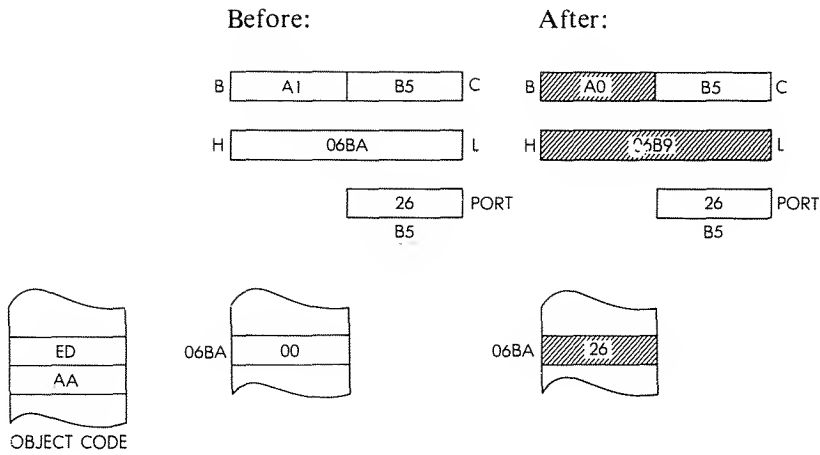 Before: After:
B A1 B5 C B A0 B5 C
H 06BA L H 06B9 L
26 PORT 26 PORT
B5 B5
ED 06BA 00 06BA 26
AA
OBJECT CODE